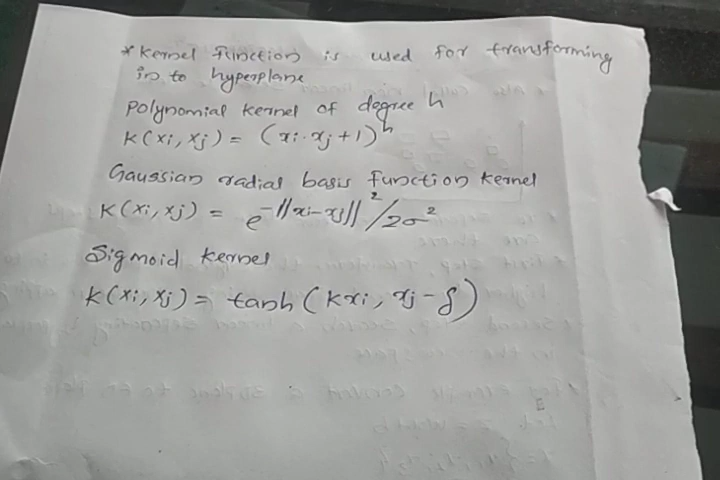 * Kernel function is used for transforming
in to hyperplane
Polynomial kernel of degree h
K(xi, xj) = (xi . xj + 1)^h
Gaussian radial basis function kernel
K(xi, xj) = e^-||xi-xj||^2/2σ^2
Sigmoid kernel
K(xi, xj) = tanh (kxi, xj - δ)